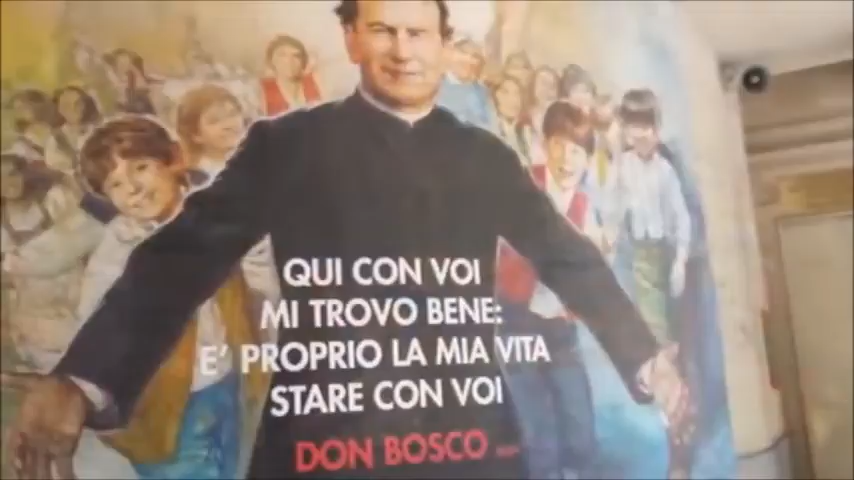 QUI CON VOI
MI TROVO BENE:
E' PROPRIO LA MIA VITA
STARE CON VOI
DON BOSCO